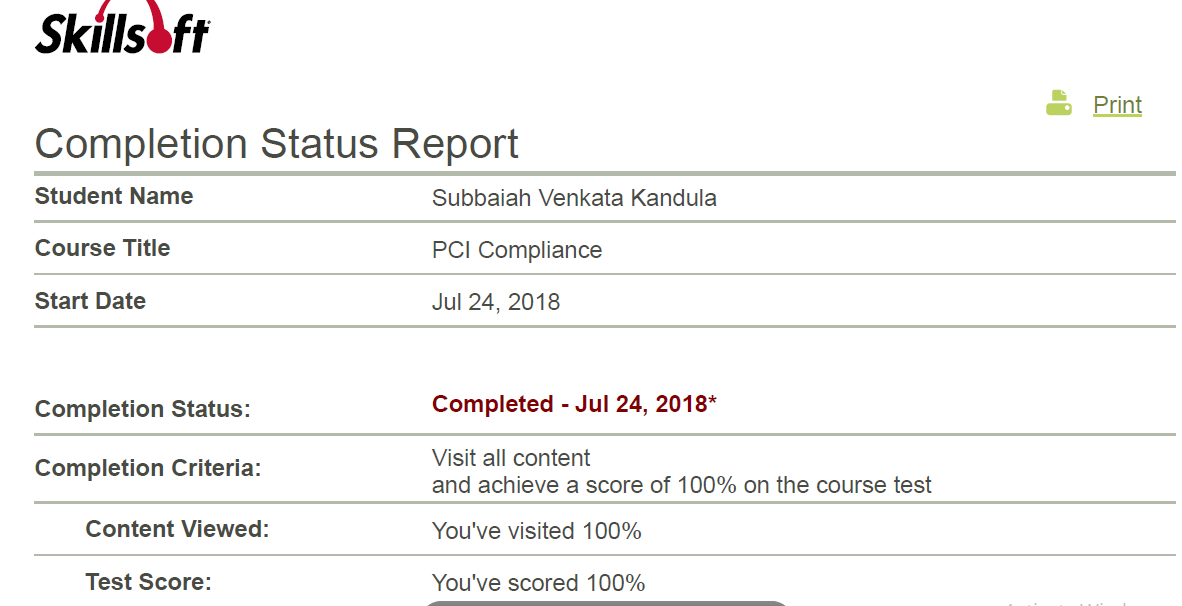 Skillsoft
Print
Completion Status Report
Student Name Subbaiah Venkata Kandula
Course Title PCI Compliance
Start Date Jul 24, 2018
Completion Status: Completed - Jul 24, 2018*
Completion Criteria: Visit all content
and achieve a score of 100% on the course test
Content Viewed: You've visited 100%
Test Score: You've scored 100%